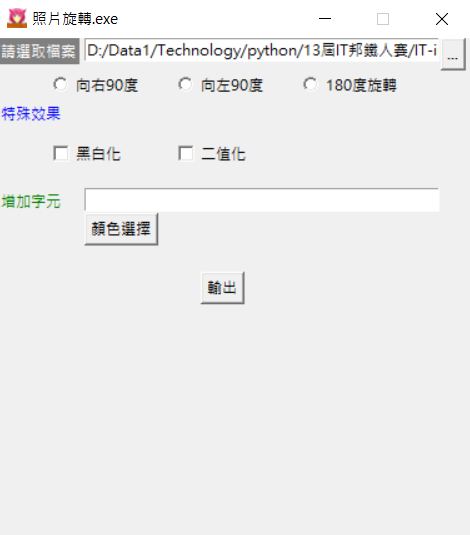 照片旋轉.exe
請選取檔案 D:/Data1/Technology/python/13屆IT邦鐵人賽/IT-i ...
向右90度 向左90度 180度旋轉
特殊效果
黑白化 二值化
增加字元
顏色選擇
輸出